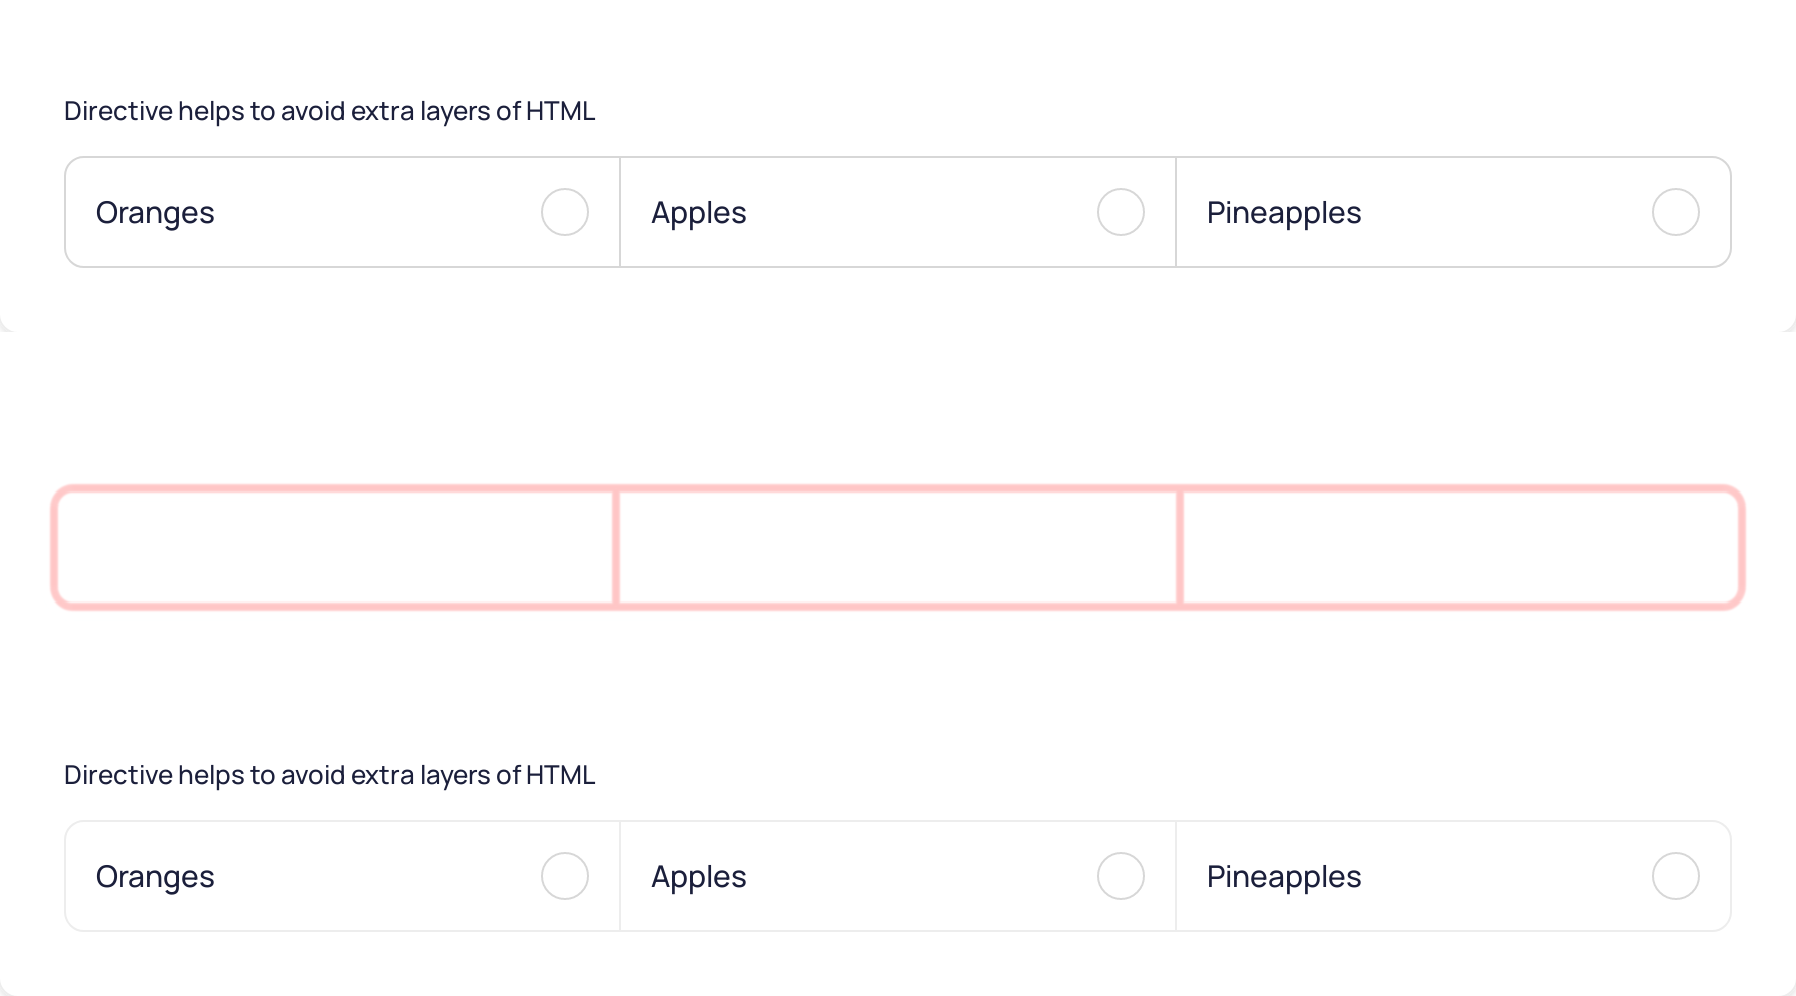 Directive helps to avoid extra layers of HTML
Oranges
Apples
Pineapples
Directive helps to avoid extra layers of HTML
Oranges
Apples
Pineapples